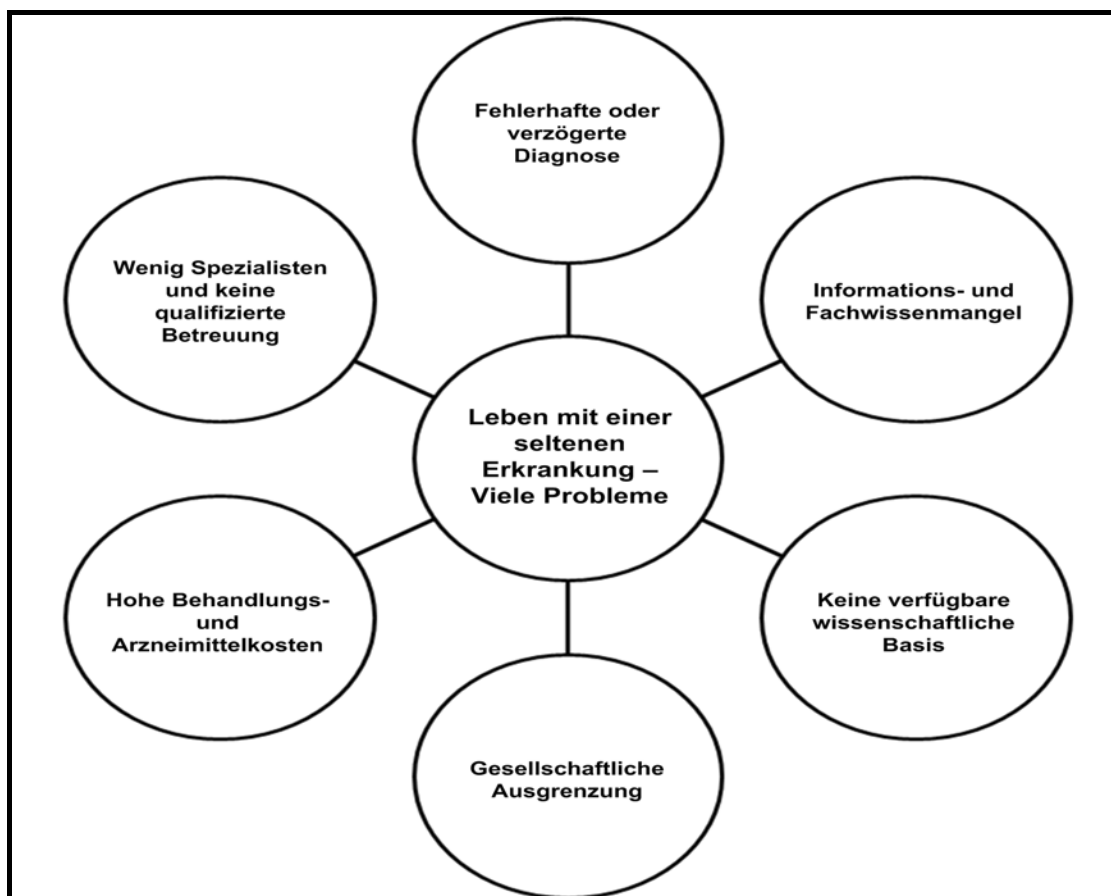 Fehlerhafte oder
verzögerte
Diagnose
Wenig Spezialisten
und keine
qualifizierte
Betreuung
Informations- und
Fachwissenmangel
Leben mit einer
seltenen
Erkrankung –
Viele Probleme
Hohe Behandlungs-
und
Arzneimittelkosten
Keine verfügbare
wissenschaftliche
Basis
Gesellschaftliche
Ausgrenzung